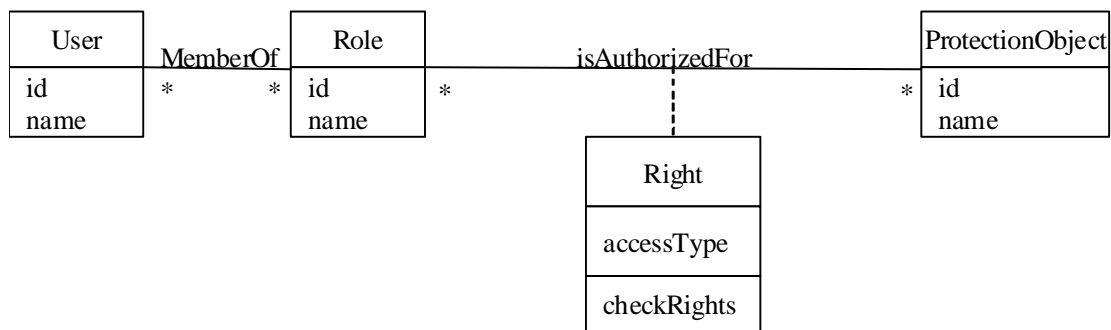 User
MemberOf
Role
isAuthorizedFor
ProtectionObject
id
name
*
*
id
name
*
*
id
name
Right
accessType
checkRights